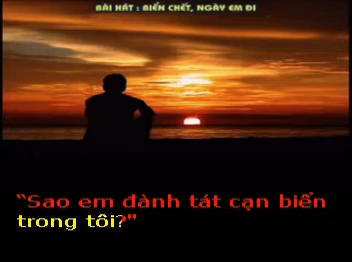 BÀI HÁT : BIỂN CHẾT, NGÀY EM ĐI
“Sao em đành tát cạn biển
trong tôi?"